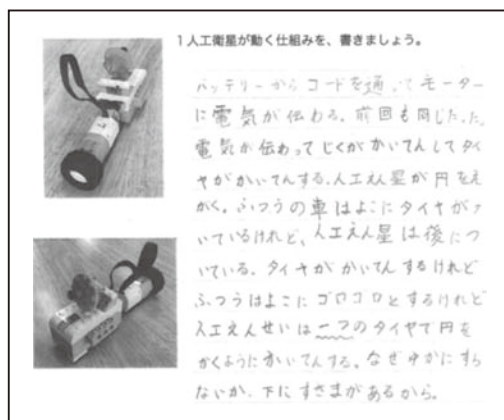 1人工衛星が動く仕組みを、書きましょう。
バッテリーからコードを通ってモーター
に電気が伝わる。前回も同じだった。
電気が伝わってじくがかいてんしてタイ
ヤがかいてんする。人工えん星が円をえ
がく。ふつうの車はよこにタイヤがつ
いているけれど、人工えん星は後につ
いている。タイヤがかいてんするけれど
ふつうはよこにゴロゴロとするけれど
人工えんせいは一つのタイヤで円を
かくようにかいてんする。なぜゆかにすら
ないか、下にすきまがあるから。